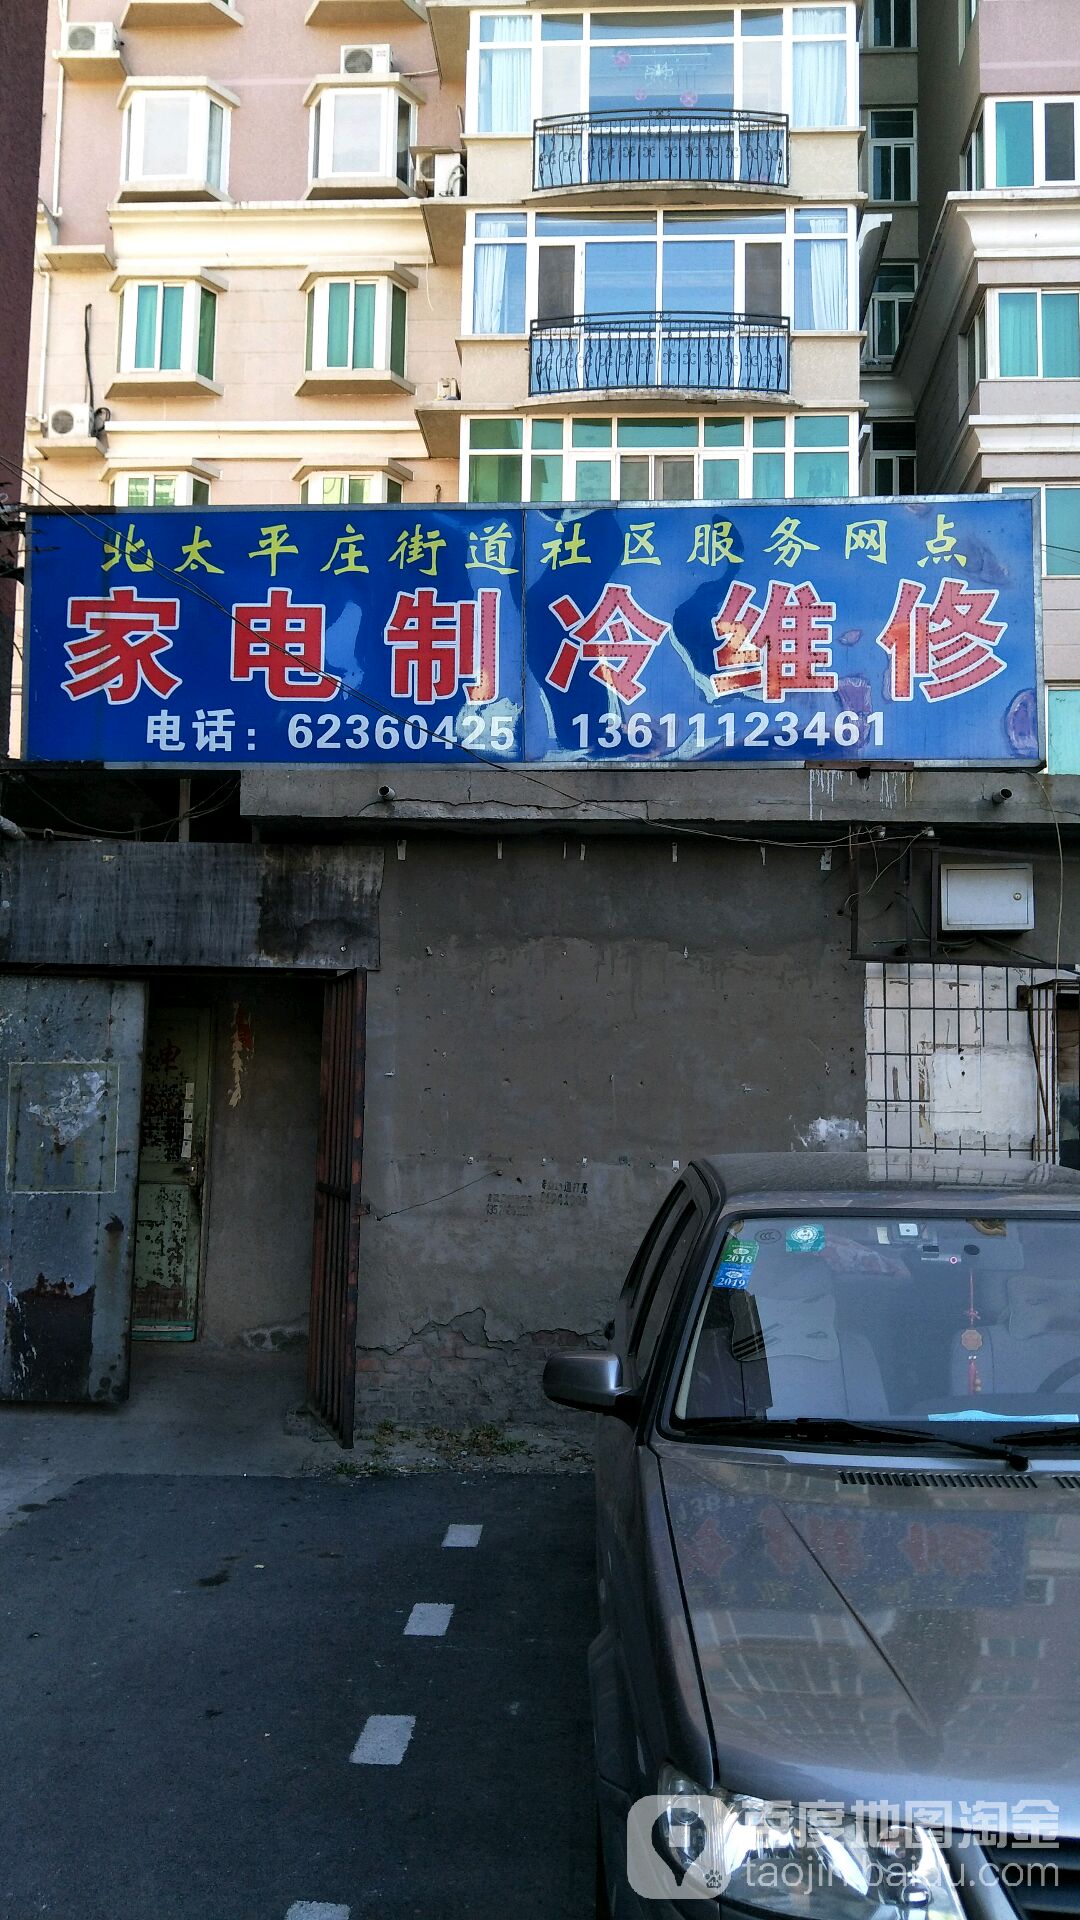 北太平庄街道社区服务网点
家电制冷维修
电话：62360425 13611123461
2018
2019
百度地图淘金
taojin.baidu.com